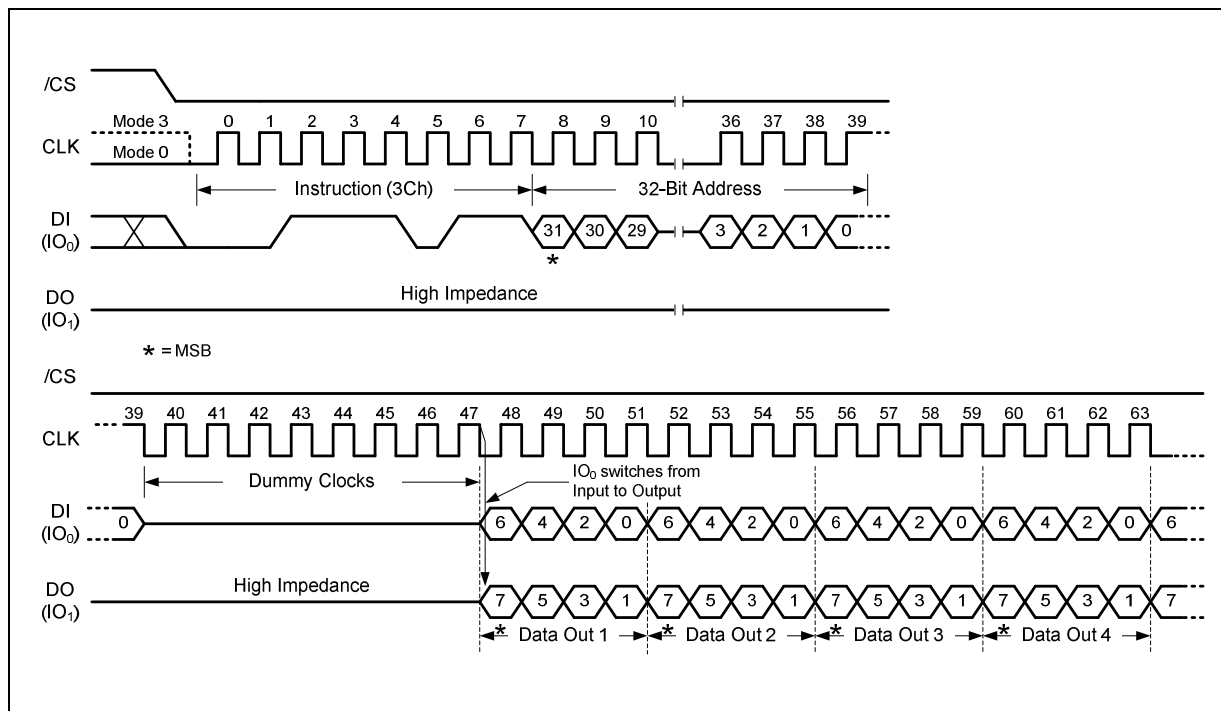 /CS
Mode 3 0 1 2 3 4 5 6 7 8 9 10 36 37 38 39
CLK Mode 0
Instruction (3Ch) 32-Bit Address
DI
(IO₀) 31 30 29 3 2 1 0
*
DO High Impedance
(IO₁)
* = MSB
/CS
39 40 41 42 43 44 45 46 47 48 49 50 51 52 53 54 55 56 57 58 59 60 61 62 63
CLK
Dummy Clocks IO₀ switches from
Input to Output
DI
(IO₀) 0 6 4 2 0 6 4 2 0 6 4 2 0 6 4 2 0 6
DO High Impedance
(IO₁) 7 5 3 1 7 5 3 1 7 5 3 1 7 5 3 1 7
* Data Out 1 * Data Out 2 * Data Out 3 * Data Out 4